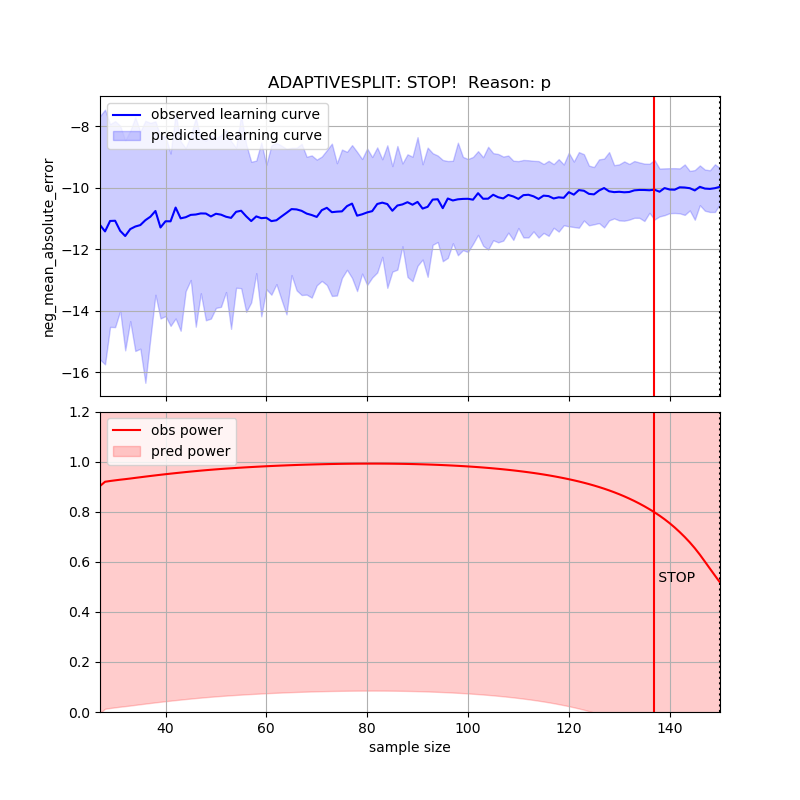 ADAPTIVESPLIT: STOP!  Reason: p
observed learning curve
predicted learning curve
neg_mean_absolute_error
−8
−10
−12
−14
−16
obs power
pred power
1.2
1.0
0.8
0.6
0.4
0.2
0.0
STOP
40 60 80 100 120 140
sample size